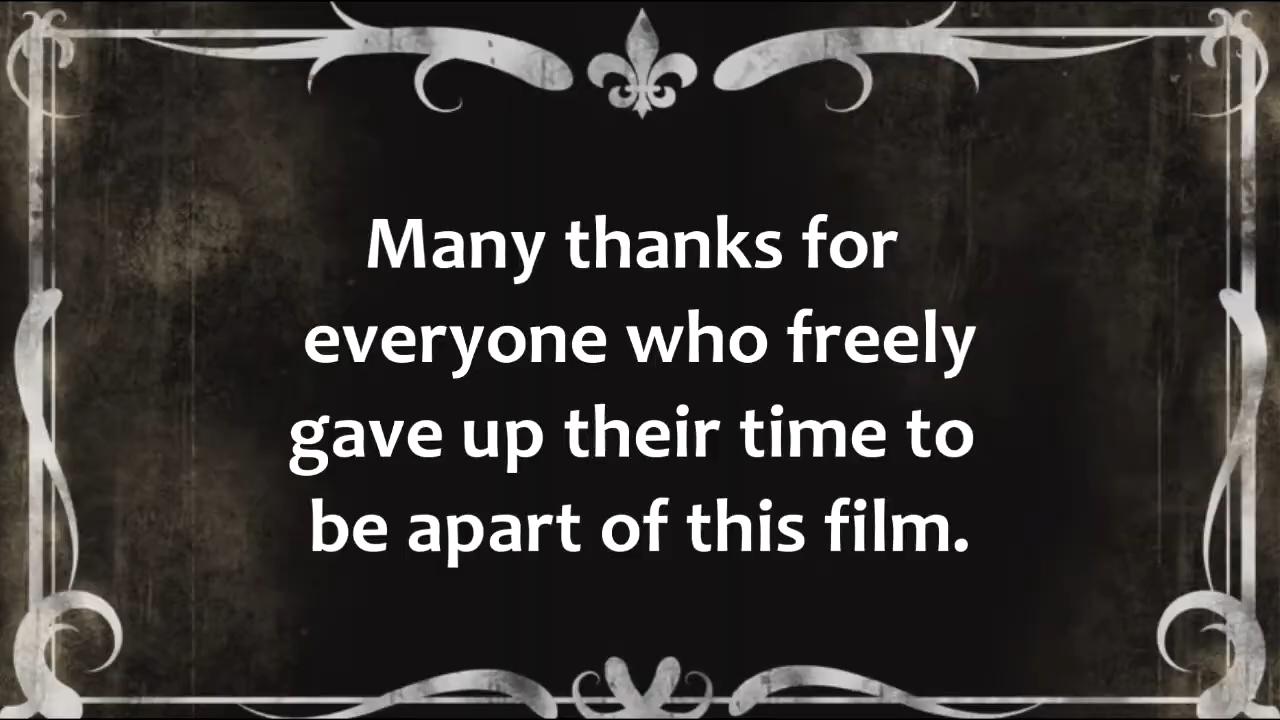 Many thanks for
everyone who freely
gave up their time to
be apart of this film.